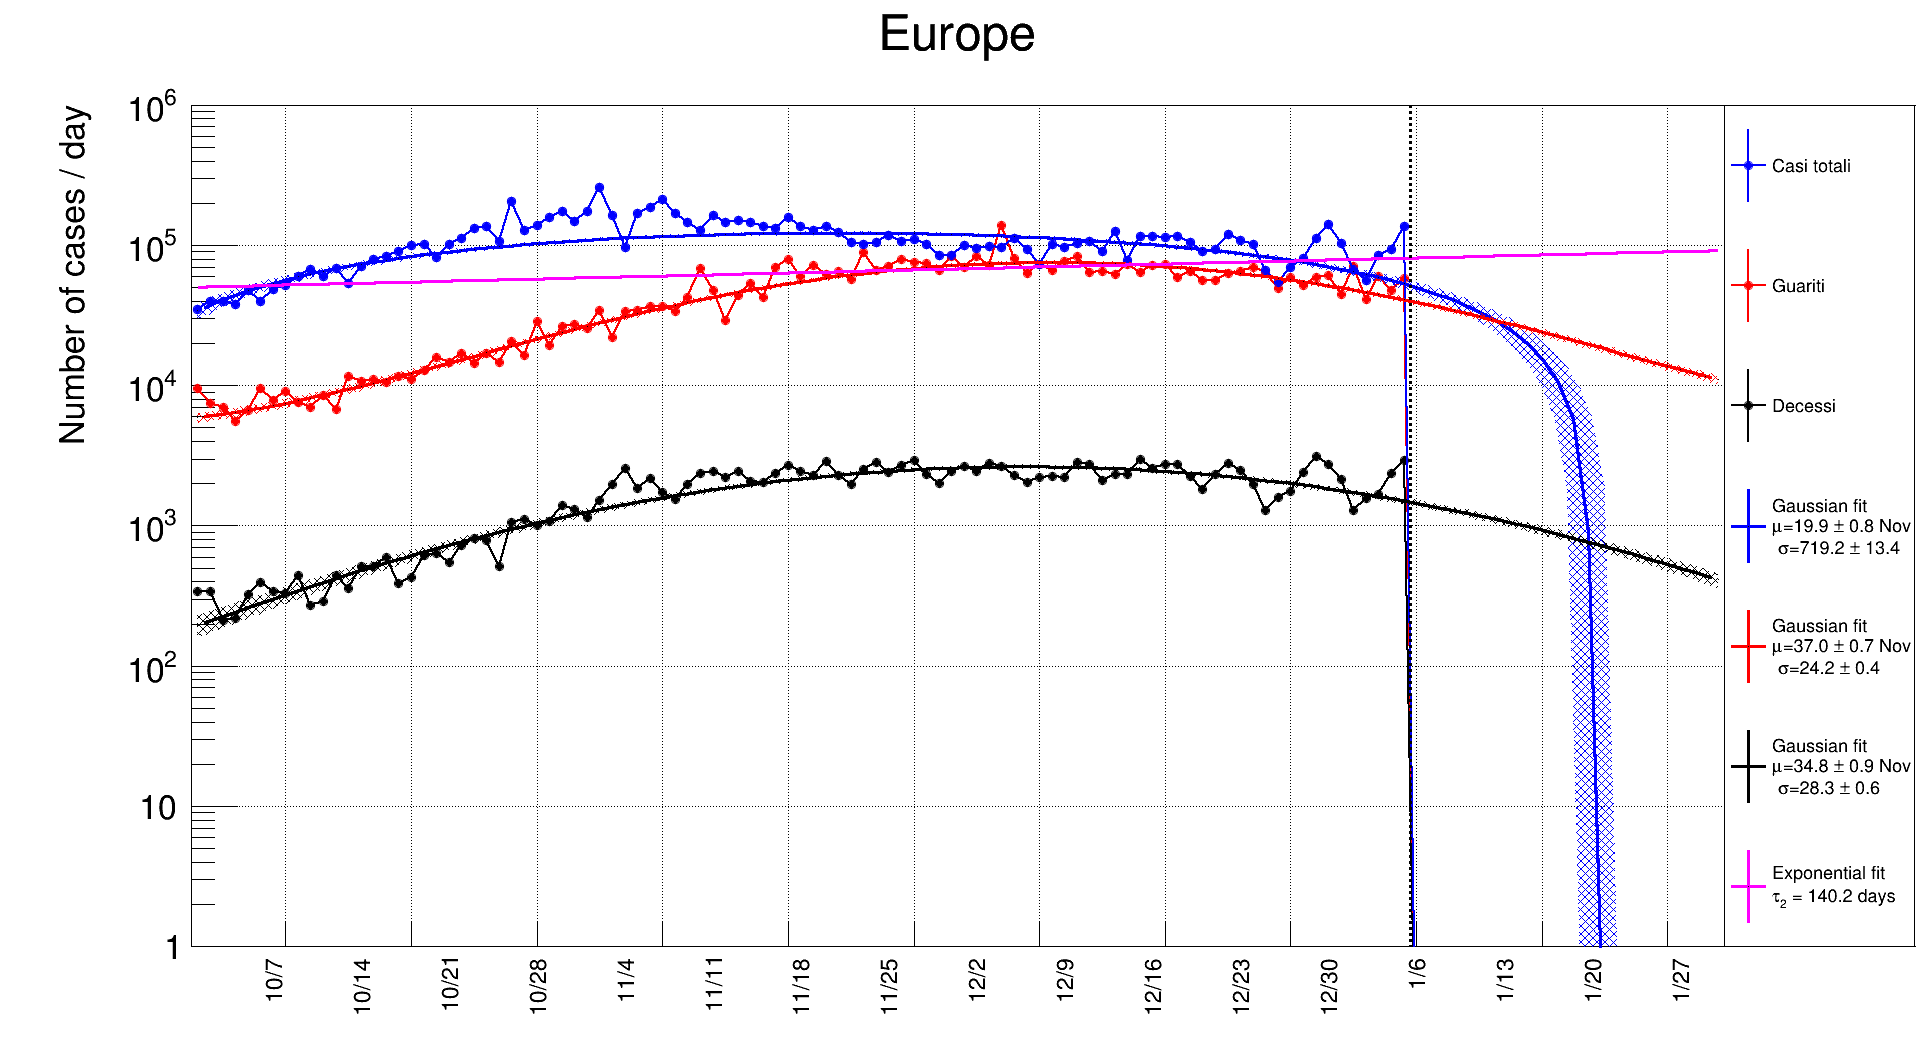 Europe
Number of cases / day
10^6
10^5
10^4
10^3
10^2
10
1
10/7
10/14
10/21
10/28
11/4
11/11
11/18
11/25
12/2
12/9
12/16
12/23
12/30
1/6
1/13
1/20
1/27
Casi totali
Guariti
Decessi
Gaussian fit
μ=19.9 ± 0.8 Nov
σ=719.2 ± 13.4
Gaussian fit
μ=37.0 ± 0.7 Nov
σ=24.2 ± 0.4
Gaussian fit
μ=34.8 ± 0.9 Nov
σ=28.3 ± 0.6
Exponential fit
τ₂ = 140.2 days